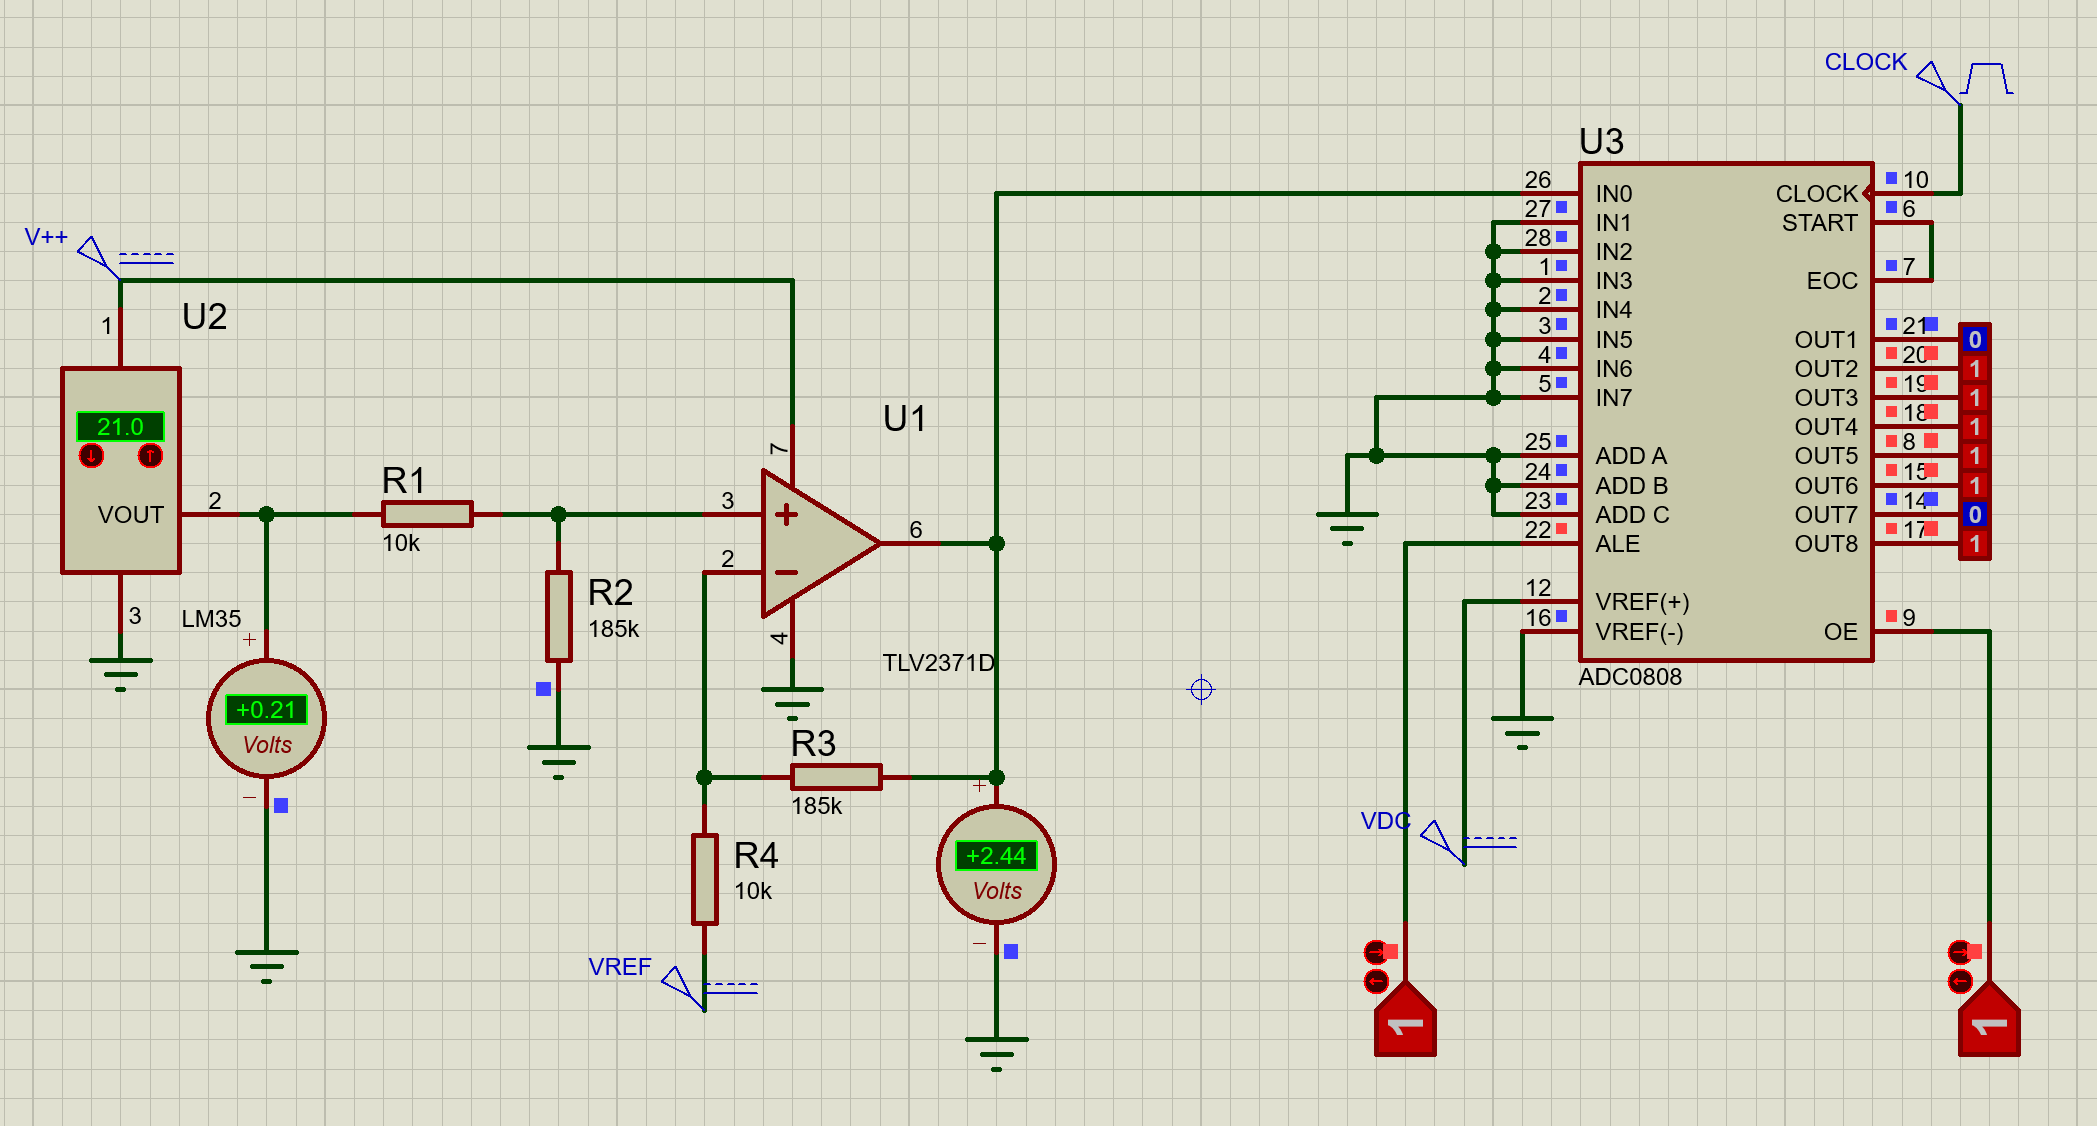 CLOCK
V++
U2
1
21.0
VOUT
2
3
LM35
+
+0.21
Volts
R1
10k
R2
185k
U1
7
3
2
6
4
TLV2371D
R3
185k
R4
10k
VREF
+
+2.44
Volts
U3
26 IN0 CLOCK 10
27 IN1 START 6
28 IN2
1 IN3 EOC 7
2 IN4
3 IN5 OUT1 21 0
4 IN6 OUT2 20 1
5 IN7 OUT3 19 1
OUT4 18 1
25 ADD A OUT5 8 1
24 ADD B OUT6 15 1
23 ADD C OUT7 14 0
22 ALE OUT8 17 1
12 VREF(+)
16 VREF(-) OE 9
ADC0808
VDC
1
1